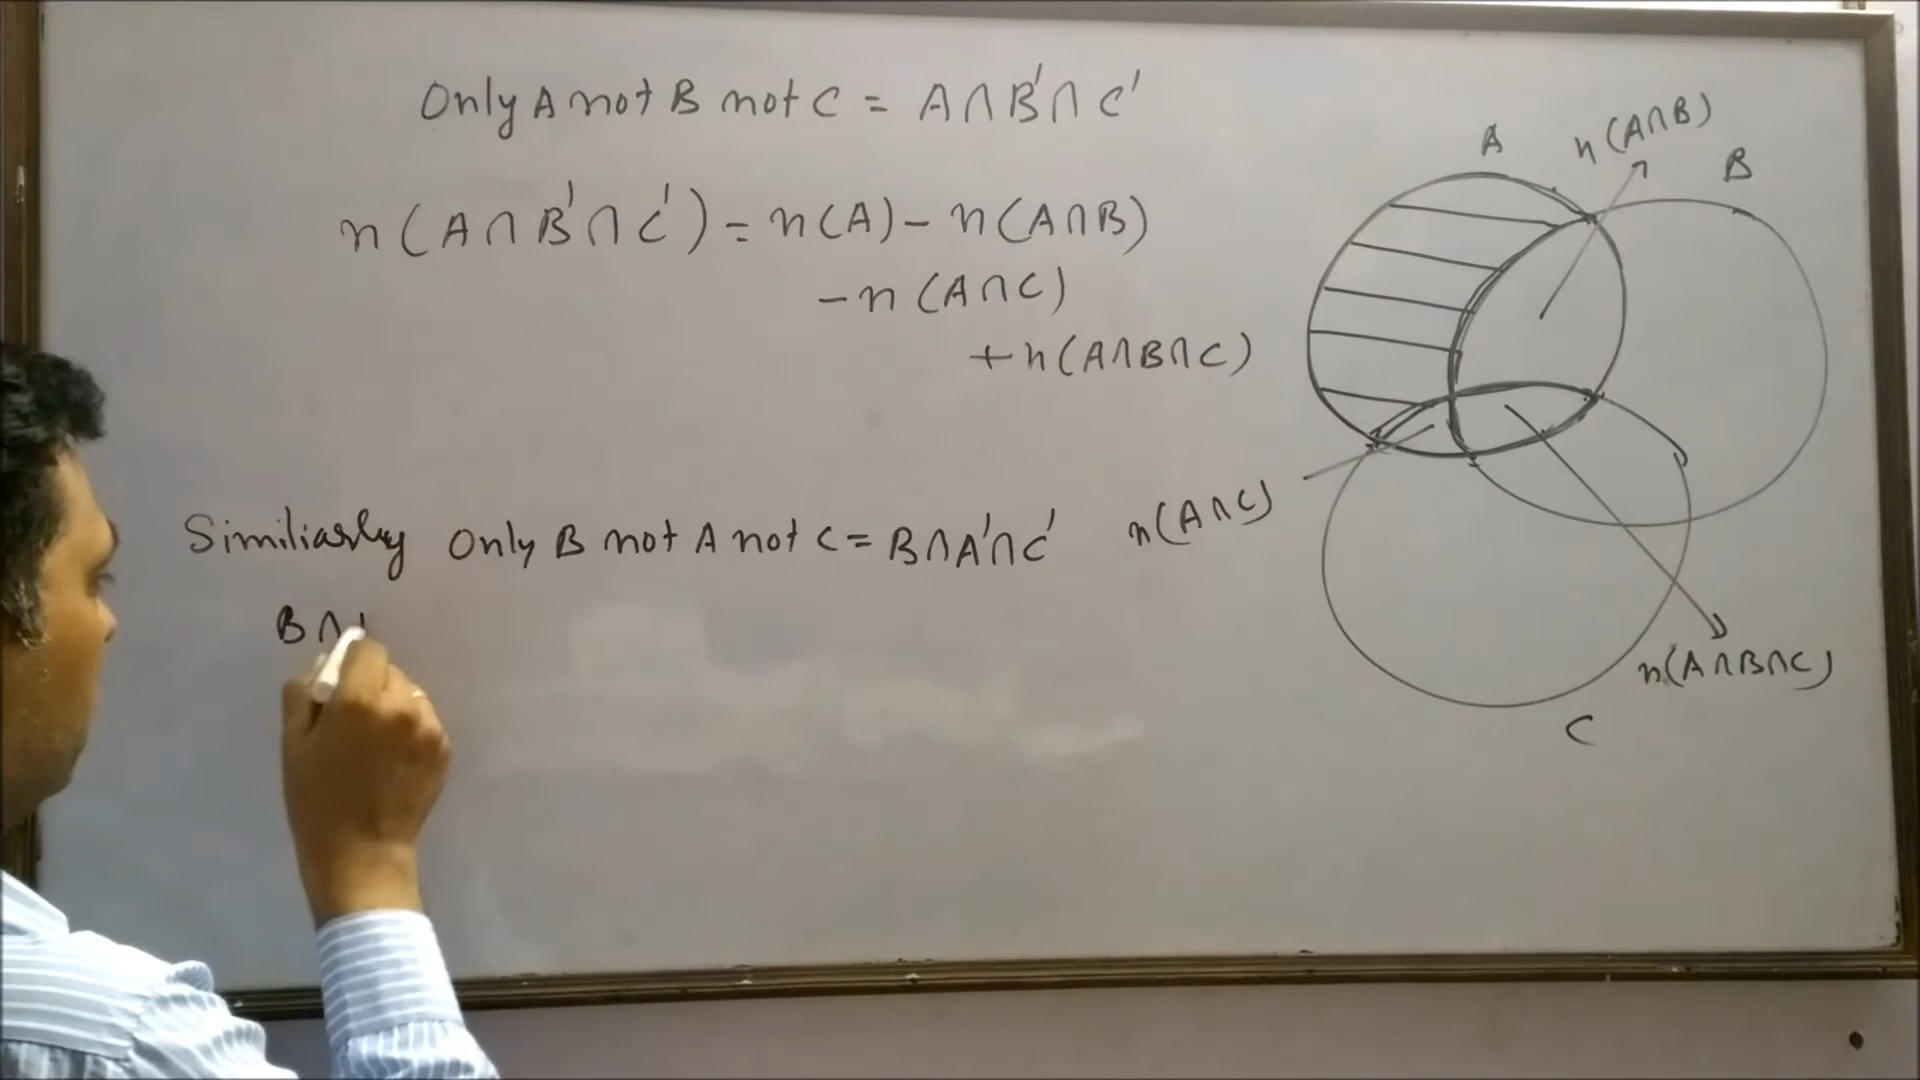 Only A not B not C = A∩B'∩C'
n(A∩B'∩C') = n(A) - n(A∩B)
- n(A∩C)
+ n(A∩B∩C)
Similiarly Only B not A not C = B∩A'∩C'
B∩
A
n(A∩B)
B
n(A∩C)
n(A∩B∩C)
C